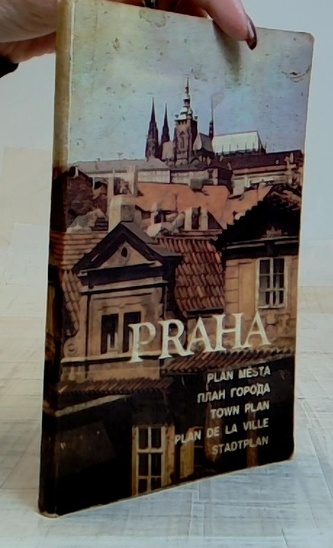 PRAHA
PLAN MĚSTA
ПЛАН ГОРОДА
TOWN PLAN
PLAN DE LA VILLE
STADTPLAN